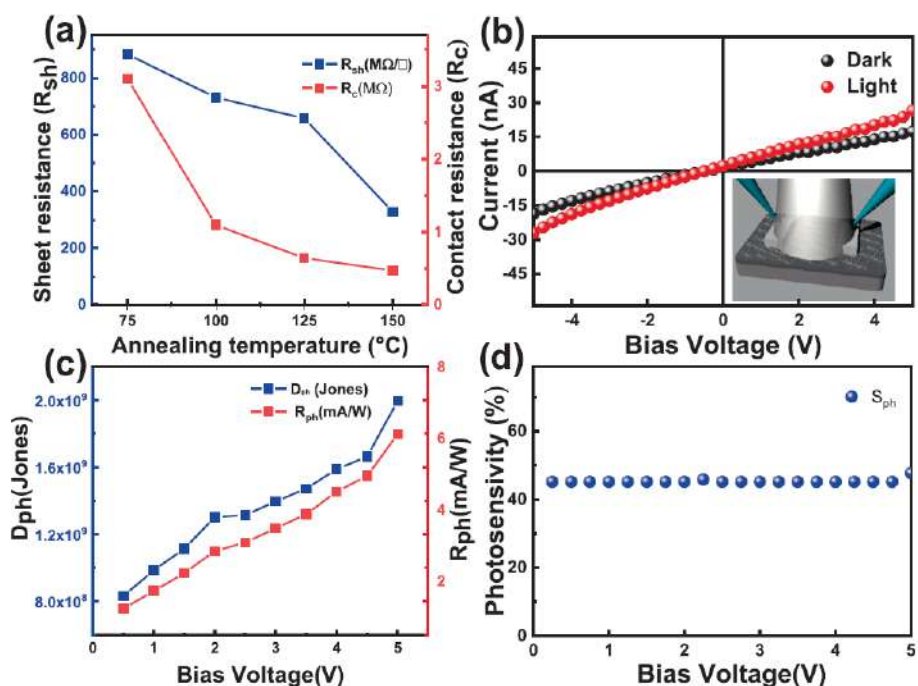 (a)
Sheet resistance (Rsh)
800
600
400
200
0
Rsh(MΩ/□)
Rc(MΩ)
Contact resistance (Rc)
3
2
1
0
75 100 125 150
Annealing temperature (°C)
(b)
Current (nA)
45
30
15
0
-15
-30
-45
Dark
Light
-4 -2 0 2 4
Bias Voltage (V)
(c)
Dph(Jones)
2.0x10⁹
1.6x10⁹
1.2x10⁹
8.0x10⁸
Dph (Jones)
Rph(mA/W)
Rph(mA/W)
8
6
4
2
0 1 2 3 4 5
Bias Voltage(V)
(d)
Photosensivity (%)
80
60
40
20
0
Sph
0 1 2 3 4 5
Bias Voltage(V)